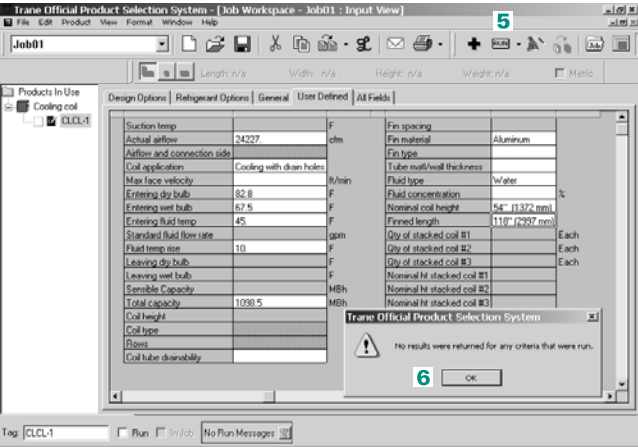 Trane Official Product Selection System - [Job Workspace - Job01 : Input View]
File Edit Product View Format Window Help
5
Job01
RUN
Length: n/a Width: n/a Height: n/a Weight: n/a Metric
Products In Use
Cooling coil
CLCL-1
Design Options Refrigerant Options General User Defined All Fields
Suction temp F Fin spacing
Actual airflow 24227. cfm Fin material Aluminum
Airflow and connection side Fin type
Coil application Cooling with drain holes Tube matl/wall thickness
Max face velocity ft/min Fluid type Water
Entering dry bulb 82.8 F Fluid concentration %
Entering wet bulb 67.5 F Nominal coil height 54" (1372 mm)
Entering fluid temp 45. F Finned length 118" (2997 mm)
Standard fluid flow rate gpm Qty of stacked coil #1 Each
Fluid temp rise 10. F Qty of stacked coil #2 Each
Leaving dry bulb F Qty of stacked coil #3 Each
Leaving wet bulb F Nominal ht stacked coil #1
Sensible Capacity MBh Nominal ht stacked coil #2
Total capacity 1098.5 MBh Nominal ht stacked coil #3
Coil height
Coil type
Rows
Coil tube drainability
Trane Official Product Selection System
No results were returned for any criteria that were run.
6 OK
Tag: CLCL-1 Run In Job No Run Messages